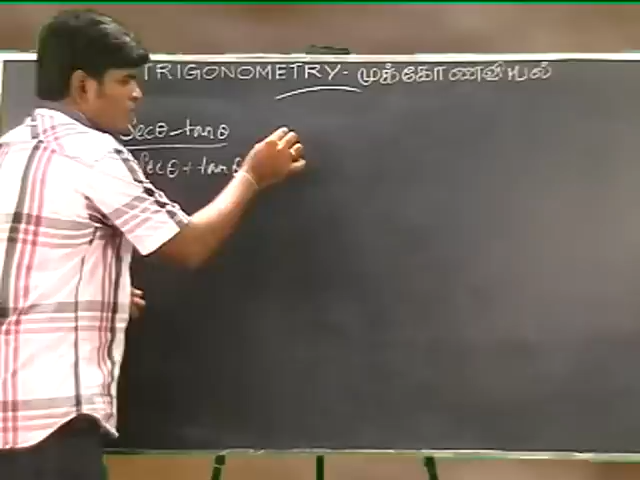 TRIGONOMETRY - முக்கோணவியல்
Secθ - tanθ
Secθ + tanθ